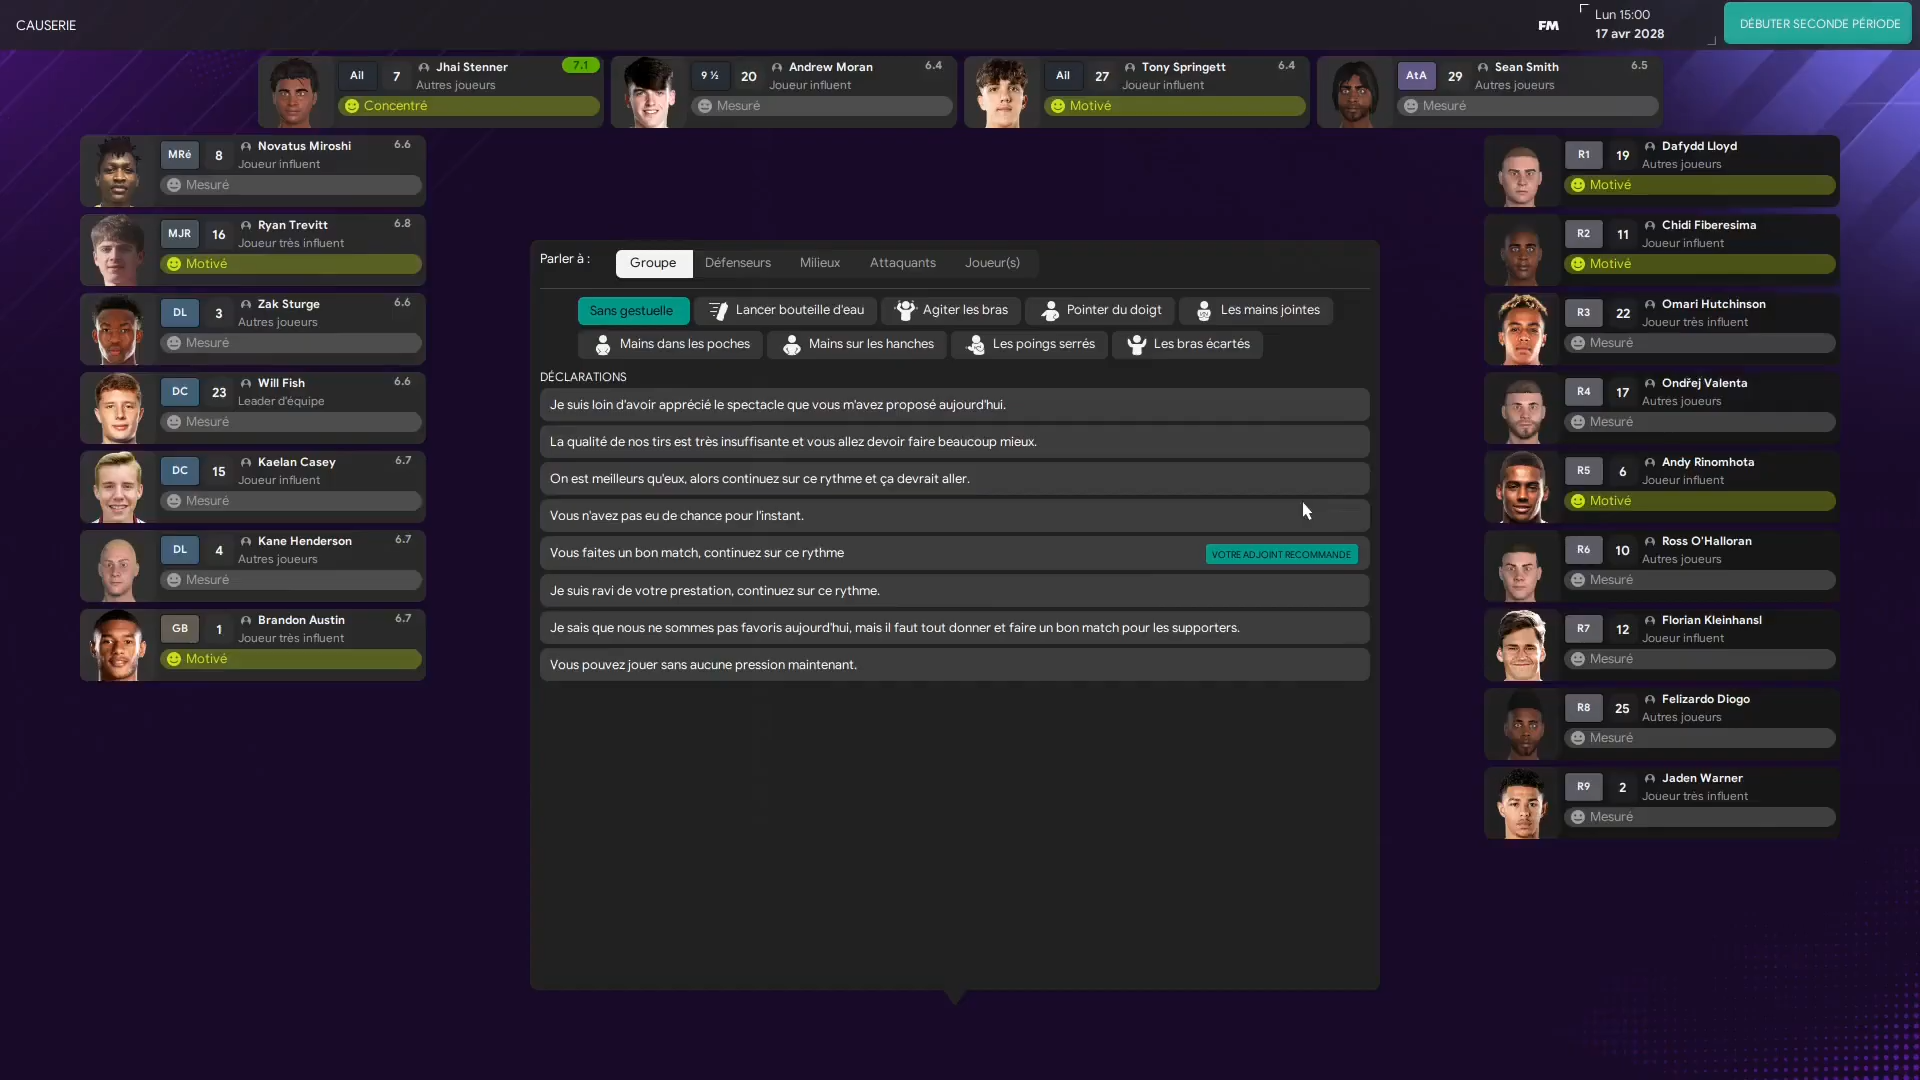 CAUSERIE
FM
Lun 15:00
17 avr 2028
DÉBUTER SECONDE PÉRIODE
Ail 7 Jhai Stenner 7.1
Autres joueurs
Concentré
9 ½ 20 Andrew Moran 6.4
Joueur influent
Mesuré
Ail 27 Tony Springett 6.4
Joueur influent
Motivé
AtA 29 Sean Smith 6.5
Autres joueurs
Mesuré
MRé 8 Novatus Miroshi 6.6
Joueur influent
Mesuré
MJR 16 Ryan Trevitt 6.8
Joueur très influent
Motivé
DL 3 Zak Sturge 6.6
Autres joueurs
Mesuré
DC 23 Will Fish 6.6
Leader d'équipe
Mesuré
DC 15 Kaelan Casey 6.7
Joueur influent
Mesuré
DL 4 Kane Henderson 6.7
Autres joueurs
Mesuré
GB 1 Brandon Austin 6.7
Joueur très influent
Motivé
Parler à :
Groupe Défenseurs Milieux Attaquants Joueur(s)
Sans gestuelle Lancer bouteille d'eau Agiter les bras Pointer du doigt Les mains jointes
Mains dans les poches Mains sur les hanches Les poings serrés Les bras écartés
DÉCLARATIONS
Je suis loin d'avoir apprécié le spectacle que vous m'avez proposé aujourd'hui.
La qualité de nos tirs est très insuffisante et vous allez devoir faire beaucoup mieux.
On est meilleurs qu'eux, alors continuez sur ce rythme et ça devrait aller.
Vous n'avez pas eu de chance pour l'instant.
Vous faites un bon match, continuez sur ce rythme VOTRE ADJOINT RECOMMANDE
Je suis ravi de votre prestation, continuez sur ce rythme.
Je sais que nous ne sommes pas favoris aujourd'hui, mais il faut tout donner et faire un bon match pour les supporters.
Vous pouvez jouer sans aucune pression maintenant.
R1 19 Dafydd Lloyd
Autres joueurs
Motivé
R2 11 Chidi Fiberesima
Joueur influent
Motivé
R3 22 Omari Hutchinson
Joueur très influent
Mesuré
R4 17 Ondřej Valenta
Autres joueurs
Mesuré
R5 6 Andy Rinomhota
Joueur influent
Motivé
R6 10 Ross O'Halloran
Autres joueurs
Mesuré
R7 12 Florian Kleinhansl
Joueur influent
Mesuré
R8 25 Felizardo Diogo
Autres joueurs
Mesuré
R9 2 Jaden Warner
Joueur très influent
Mesuré